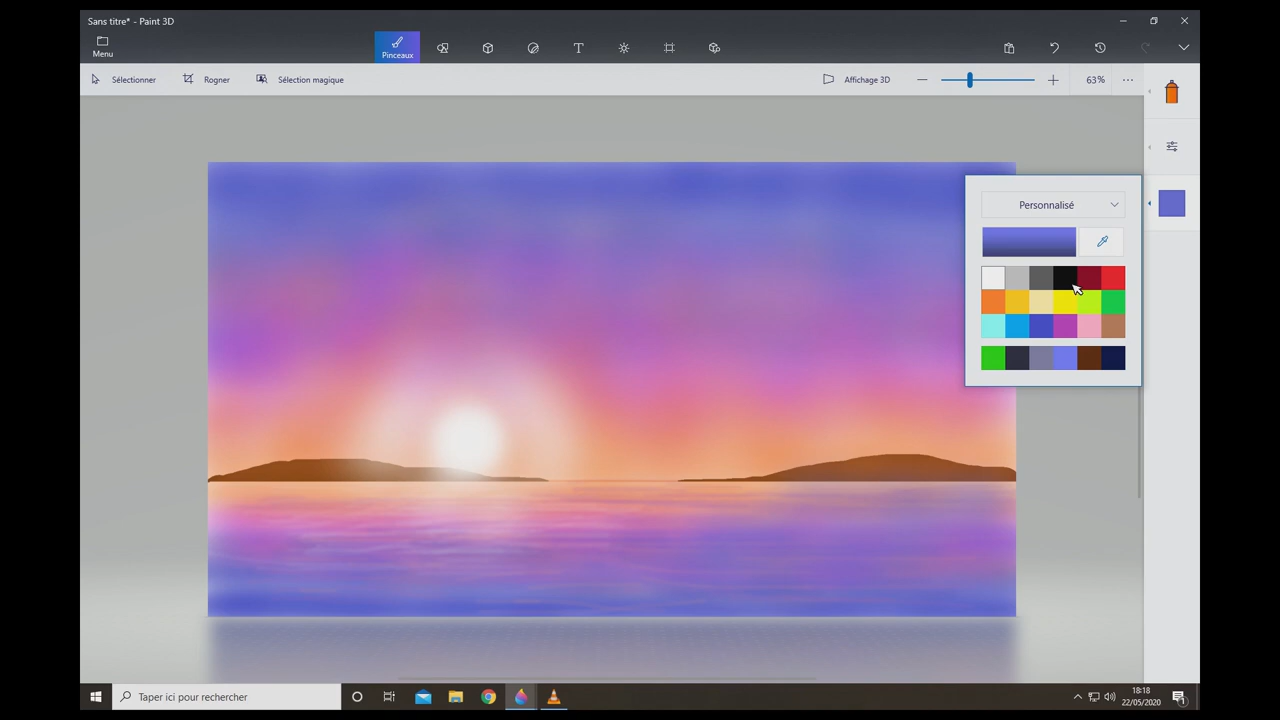 Sans titre* - Paint 3D
Menu
Pinceaux
Sélectionner
Rogner
Sélection magique
Affichage 3D
63%
Personnalisé
Taper ici pour rechercher
18:18
22/05/2020
1